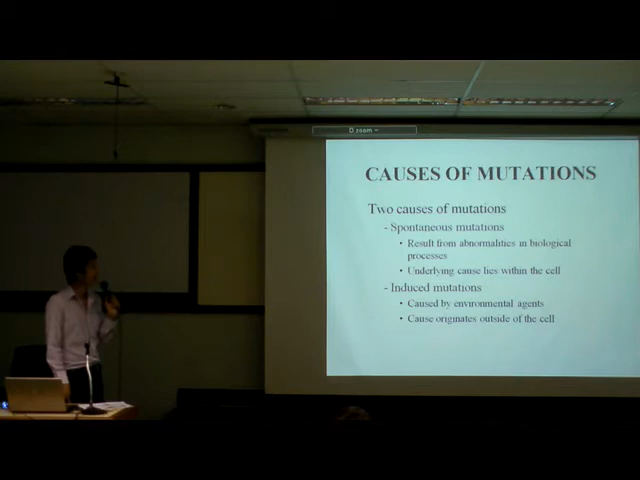 D.zoom ~
CAUSES OF MUTATIONS
Two causes of mutations
- Spontaneous mutations
• Result from abnormalities in biological
processes
• Underlying cause lies within the cell
- Induced mutations
• Caused by environmental agents
• Cause originates outside of the cell